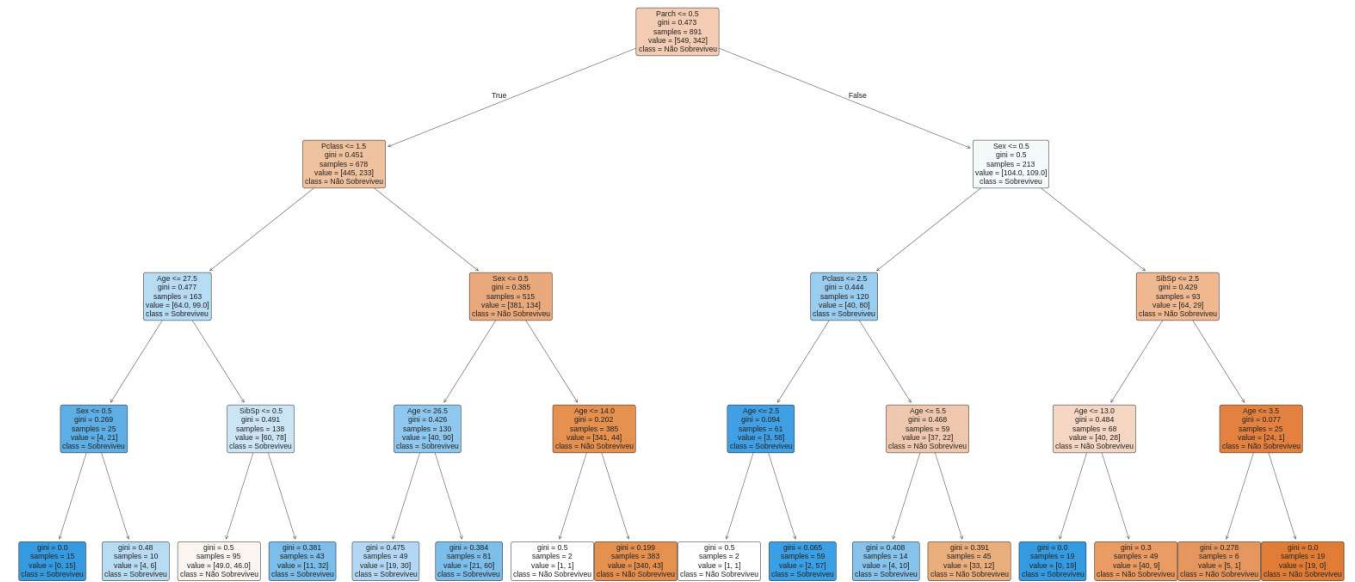 Parch <= 0.5
gini = 0.473
samples = 891
value = [549, 342]
class = Não Sobreviveu
True
False
Pclass <= 1.5
gini = 0.451
samples = 678
value = [445, 233]
class = Não Sobreviveu
Sex <= 0.5
gini = 0.5
samples = 213
value = [104.0, 109.0]
class = Sobreviveu
Age <= 27.5
gini = 0.477
samples = 163
value = [64.0, 99.0]
class = Sobreviveu
Sex <= 0.5
gini = 0.385
samples = 515
value = [381, 134]
class = Não Sobreviveu
Pclass <= 2.5
gini = 0.444
samples = 120
value = [40, 80]
class = Sobreviveu
SibSp <= 2.5
gini = 0.429
samples = 93
value = [64, 29]
class = Não Sobreviveu
Sex <= 0.5
gini = 0.269
samples = 25
value = [4, 21]
class = Sobreviveu
SibSp <= 0.5
gini = 0.491
samples = 138
value = [60, 78]
class = Sobreviveu
Age <= 26.5
gini = 0.426
samples = 130
value = [40, 90]
class = Sobreviveu
Age <= 14.0
gini = 0.202
samples = 385
value = [341, 44]
class = Não Sobreviveu
Age <= 2.5
gini = 0.094
samples = 61
value = [3, 58]
class = Sobreviveu
Age <= 5.5
gini = 0.468
samples = 59
value = [37, 22]
class = Não Sobreviveu
Age <= 13.0
gini = 0.484
samples = 68
value = [40, 28]
class = Não Sobreviveu
Age <= 3.5
gini = 0.077
samples = 25
value = [24, 1]
class = Não Sobreviveu
gini = 0.0
samples = 15
value = [0, 15]
class = Sobreviveu
gini = 0.48
samples = 10
value = [4, 6]
class = Sobreviveu
gini = 0.5
samples = 95
value = [49.0, 46.0]
class = Não Sobreviveu
gini = 0.381
samples = 43
value = [11, 32]
class = Sobreviveu
gini = 0.475
samples = 49
value = [19, 30]
class = Sobreviveu
gini = 0.384
samples = 81
value = [21, 60]
class = Sobreviveu
gini = 0.5
samples = 2
value = [1, 1]
class = Não Sobreviveu
gini = 0.199
samples = 383
value = [340, 43]
class = Não Sobreviveu
gini = 0.5
samples = 2
value = [1, 1]
class = Não Sobreviveu
gini = 0.065
samples = 59
value = [2, 57]
class = Sobreviveu
gini = 0.408
samples = 14
value = [4, 10]
class = Sobreviveu
gini = 0.391
samples = 45
value = [33, 12]
class = Não Sobreviveu
gini = 0.0
samples = 19
value = [0, 19]
class = Sobreviveu
gini = 0.3
samples = 49
value = [40, 9]
class = Não Sobreviveu
gini = 0.278
samples = 6
value = [5, 1]
class = Não Sobreviveu
gini = 0.0
samples = 19
value = [19, 0]
class = Não Sobreviveu